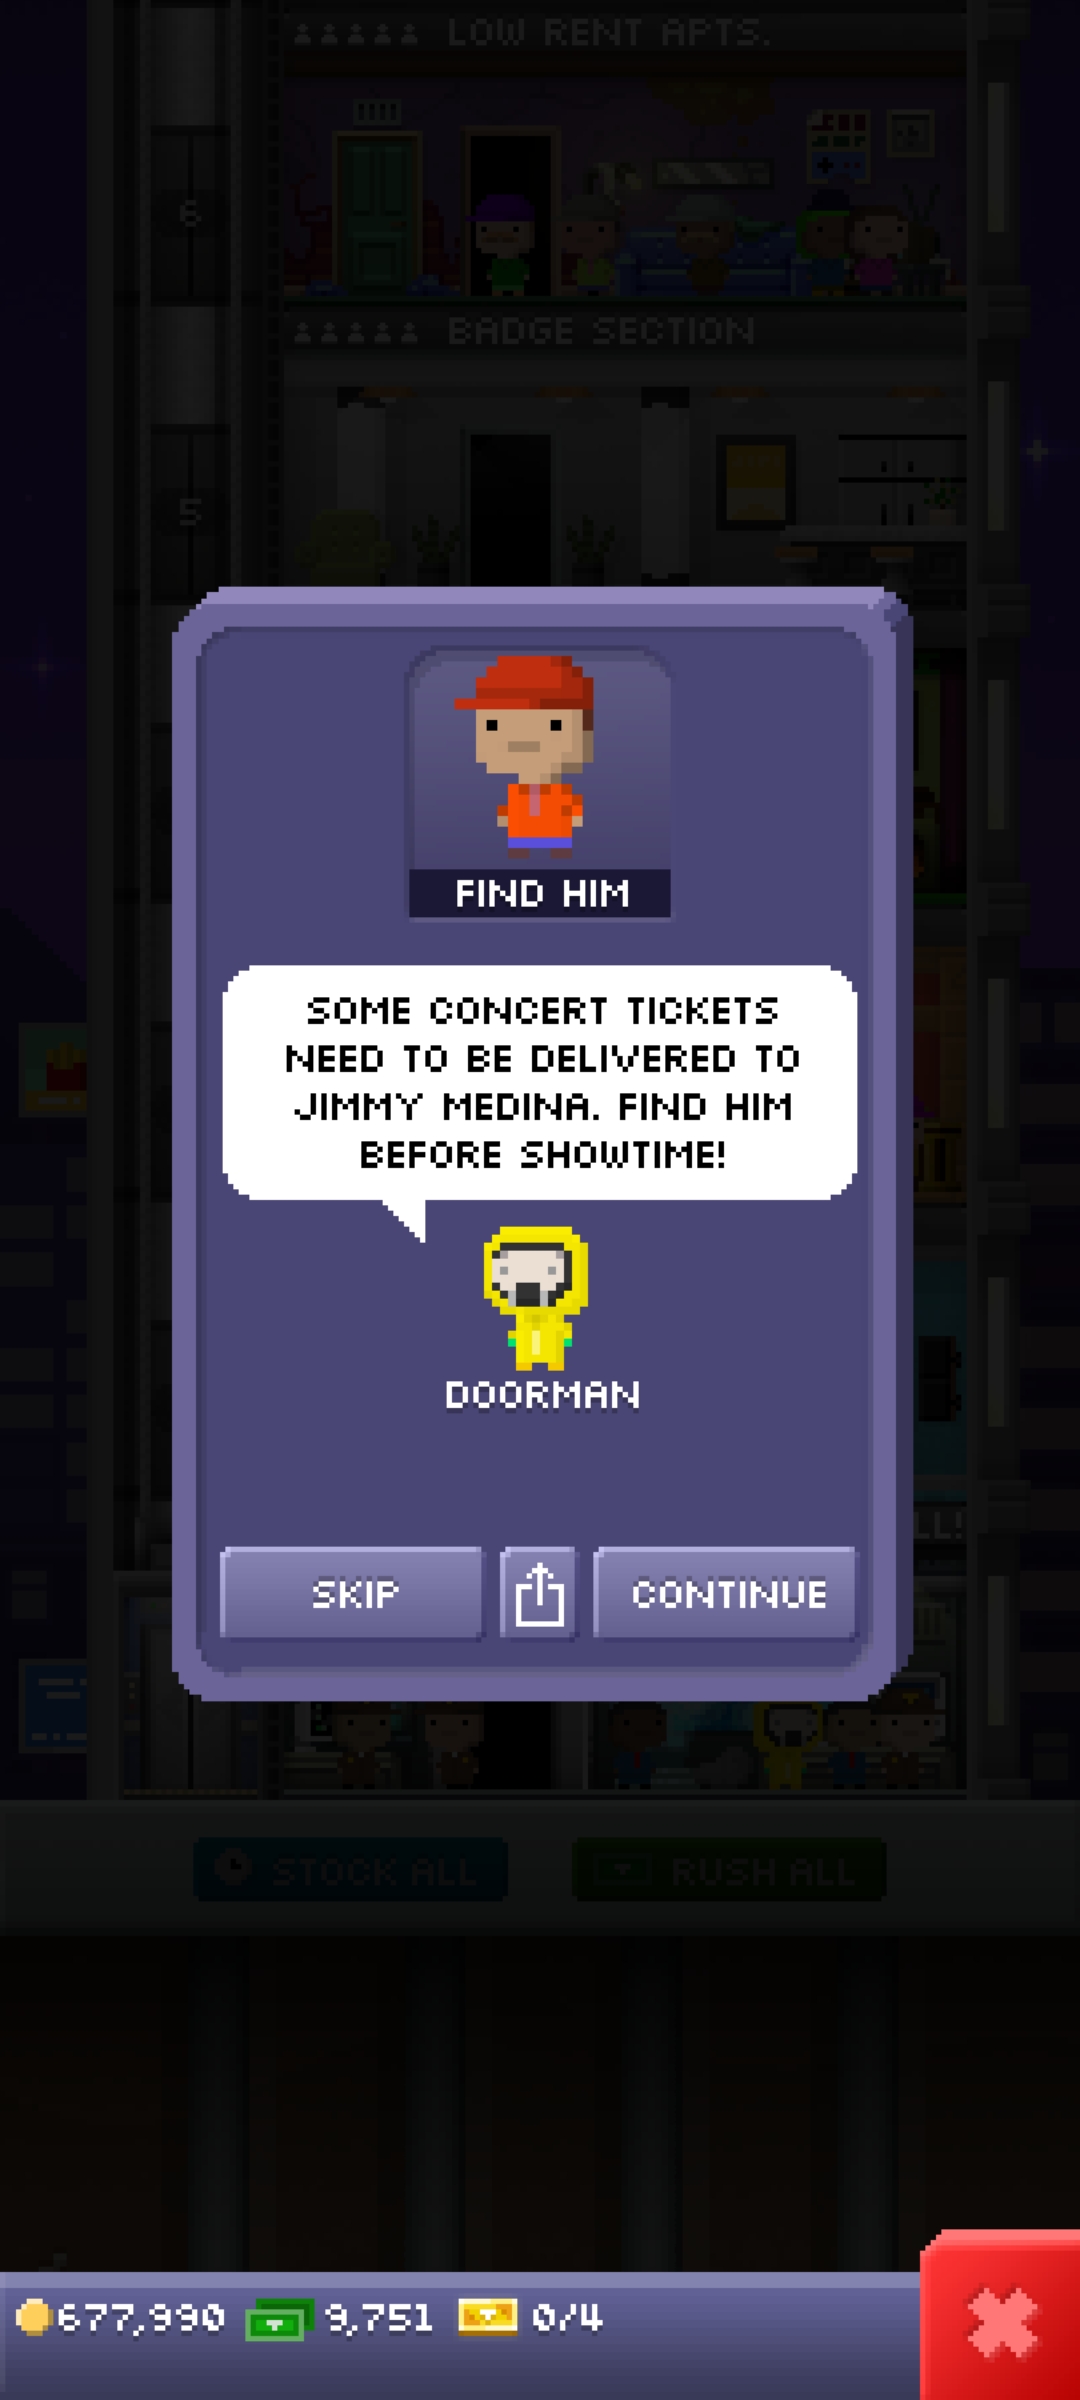 LOW RENT APTS.
6
BADGE SECTION
5
FIND HIM
SOME CONCERT TICKETS
NEED TO BE DELIVERED TO
JIMMY MEDINA. FIND HIM
BEFORE SHOWTIME!
DOORMAN
SKIP
CONTINUE
STOCK ALL
RUSH ALL
677,990
9,751
0/4